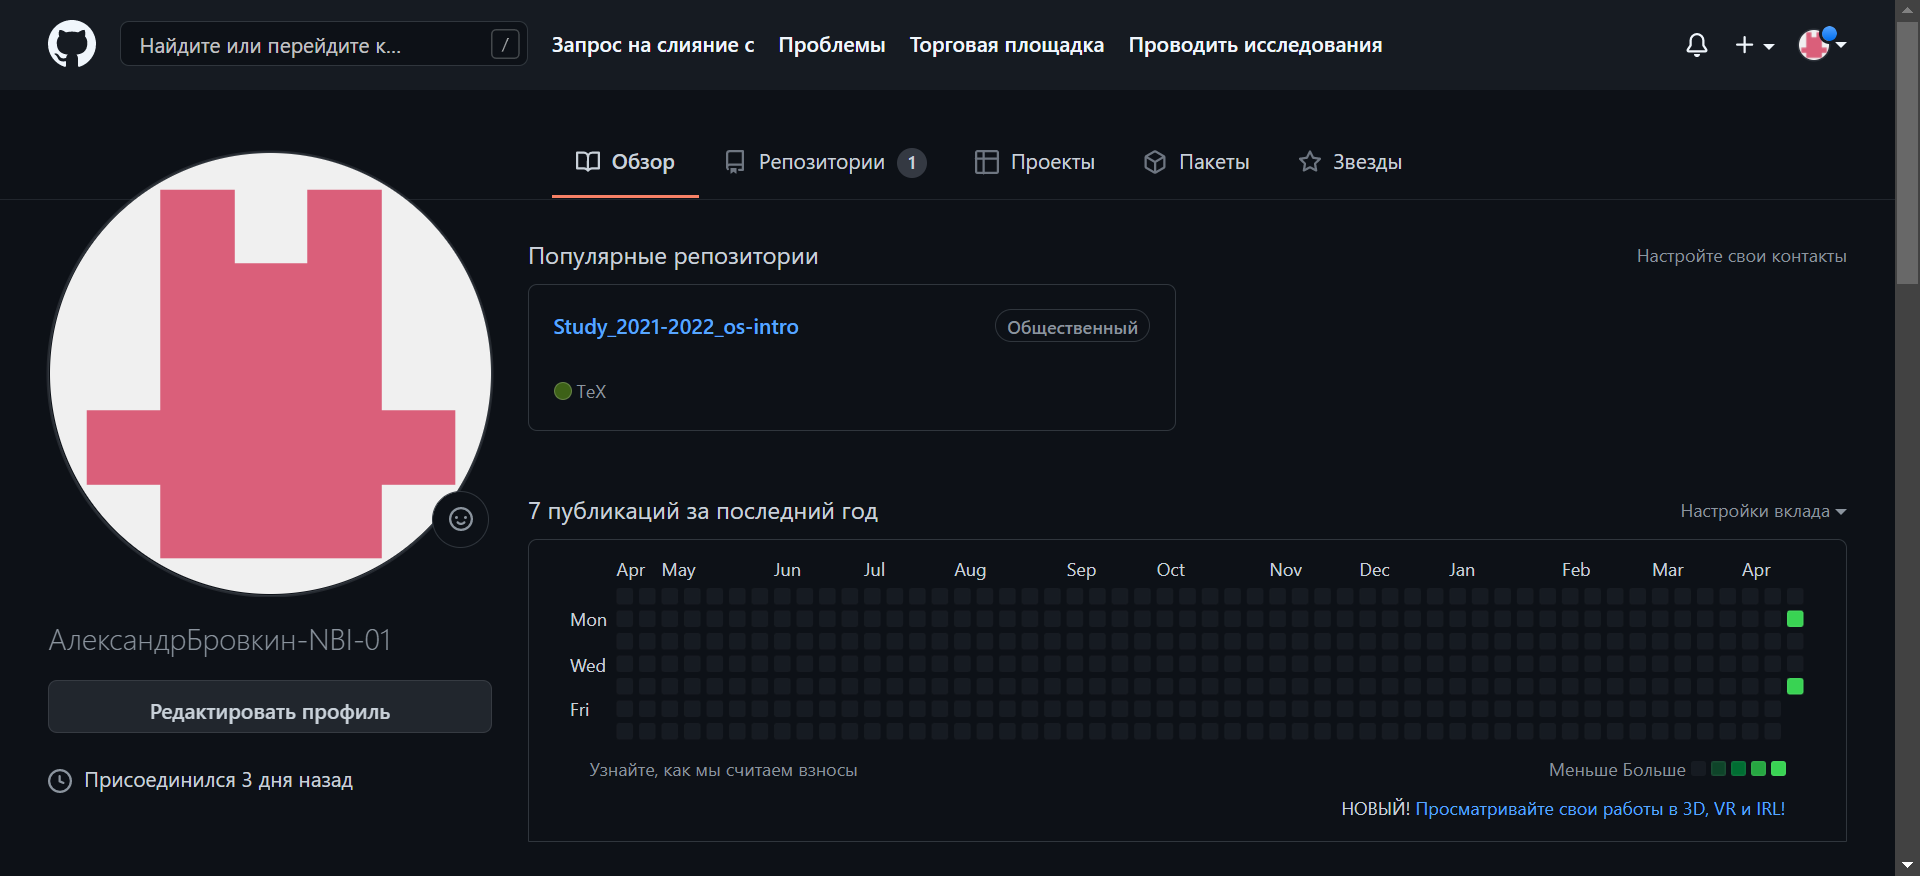 Найдите или перейдите к... /
Запрос на слияние с Проблемы Торговая площадка Проводить исследования
Обзор Репозитории 1 Проекты Пакеты Звезды
Популярные репозитории
Настройте свои контакты
Study_2021-2022_os-intro
Общественный
TeX
7 публикаций за последний год
Настройки вклада
Apr May Jun Jul Aug Sep Oct Nov Dec Jan Feb Mar Apr
Mon
Wed
Fri
Узнайте, как мы считаем взносы
Меньше Больше
НОВЫЙ! Просматривайте свои работы в 3D, VR и IRL!
АлександрБровкин-NBI-01
Редактировать профиль
Присоединился 3 дня назад